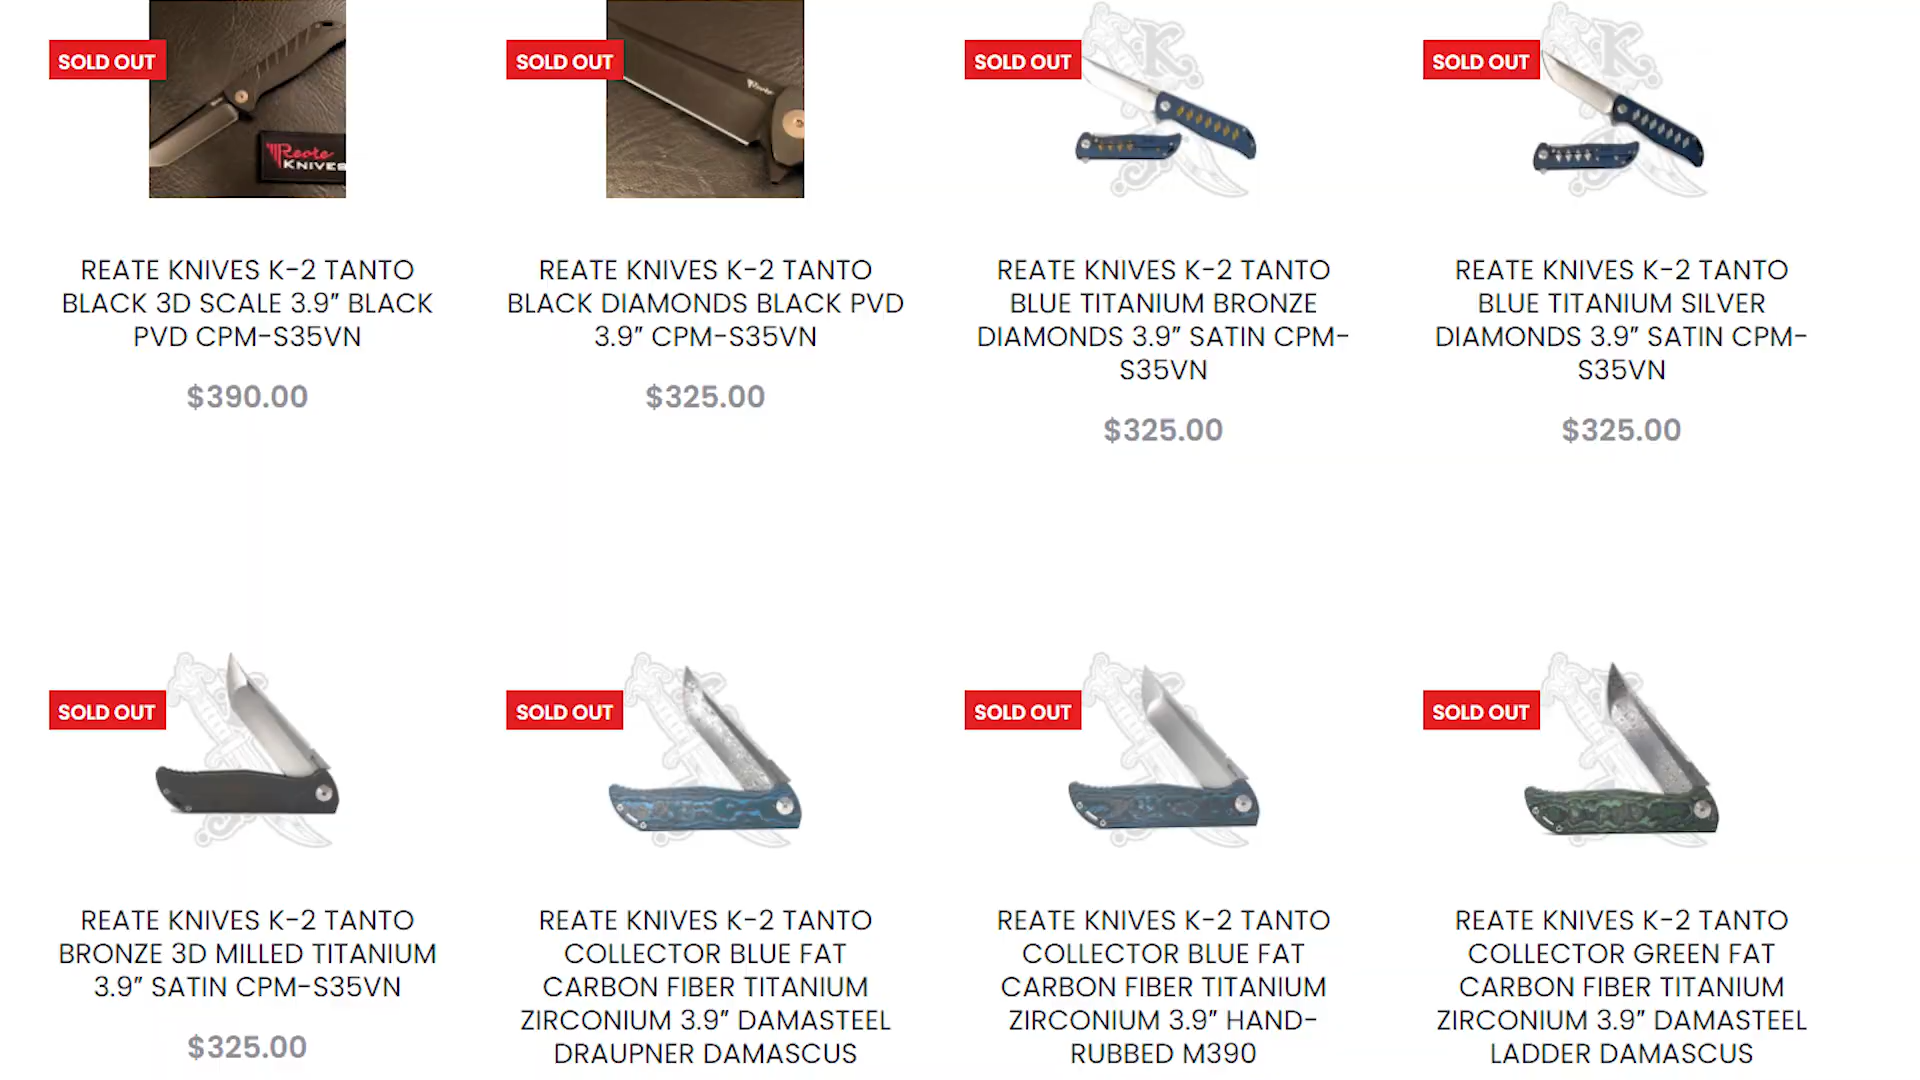 SOLD OUT
SOLD OUT
SOLD OUT
SOLD OUT
Reate
KNIVES
Reate
K
K
REATE KNIVES K-2 TANTO
BLACK 3D SCALE 3.9″ BLACK
PVD CPM-S35VN
$390.00
REATE KNIVES K-2 TANTO
BLACK DIAMONDS BLACK PVD
3.9″ CPM-S35VN
$325.00
REATE KNIVES K-2 TANTO
BLUE TITANIUM BRONZE
DIAMONDS 3.9″ SATIN CPM-
S35VN
$325.00
REATE KNIVES K-2 TANTO
BLUE TITANIUM SILVER
DIAMONDS 3.9″ SATIN CPM-
S35VN
$325.00
SOLD OUT
SOLD OUT
SOLD OUT
SOLD OUT
REATE KNIVES K-2 TANTO
BRONZE 3D MILLED TITANIUM
3.9″ SATIN CPM-S35VN
$325.00
REATE KNIVES K-2 TANTO
COLLECTOR BLUE FAT
CARBON FIBER TITANIUM
ZIRCONIUM 3.9″ DAMASTEEL
DRAUPNER DAMASCUS
REATE KNIVES K-2 TANTO
COLLECTOR BLUE FAT
CARBON FIBER TITANIUM
ZIRCONIUM 3.9″ HAND-
RUBBED M390
REATE KNIVES K-2 TANTO
COLLECTOR GREEN FAT
CARBON FIBER TITANIUM
ZIRCONIUM 3.9″ DAMASTEEL
LADDER DAMASCUS